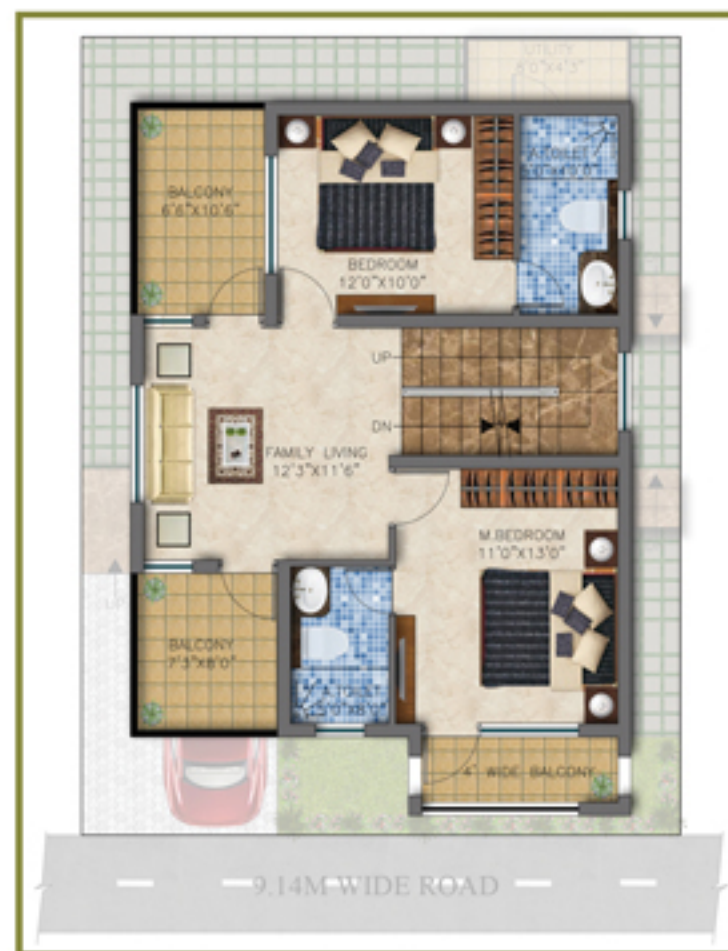 UTILITY
BALCONY
6'6"X10'6"
BEDROOM
12'0"X10'0"
UP
DN
FAMILY LIVING
12'3"X11'6"
M.BEDROOM
11'0"X13'0"
UP
BALCONY
7'3"X8'0"
4' WIDE BALCONY
9.14M WIDE ROAD